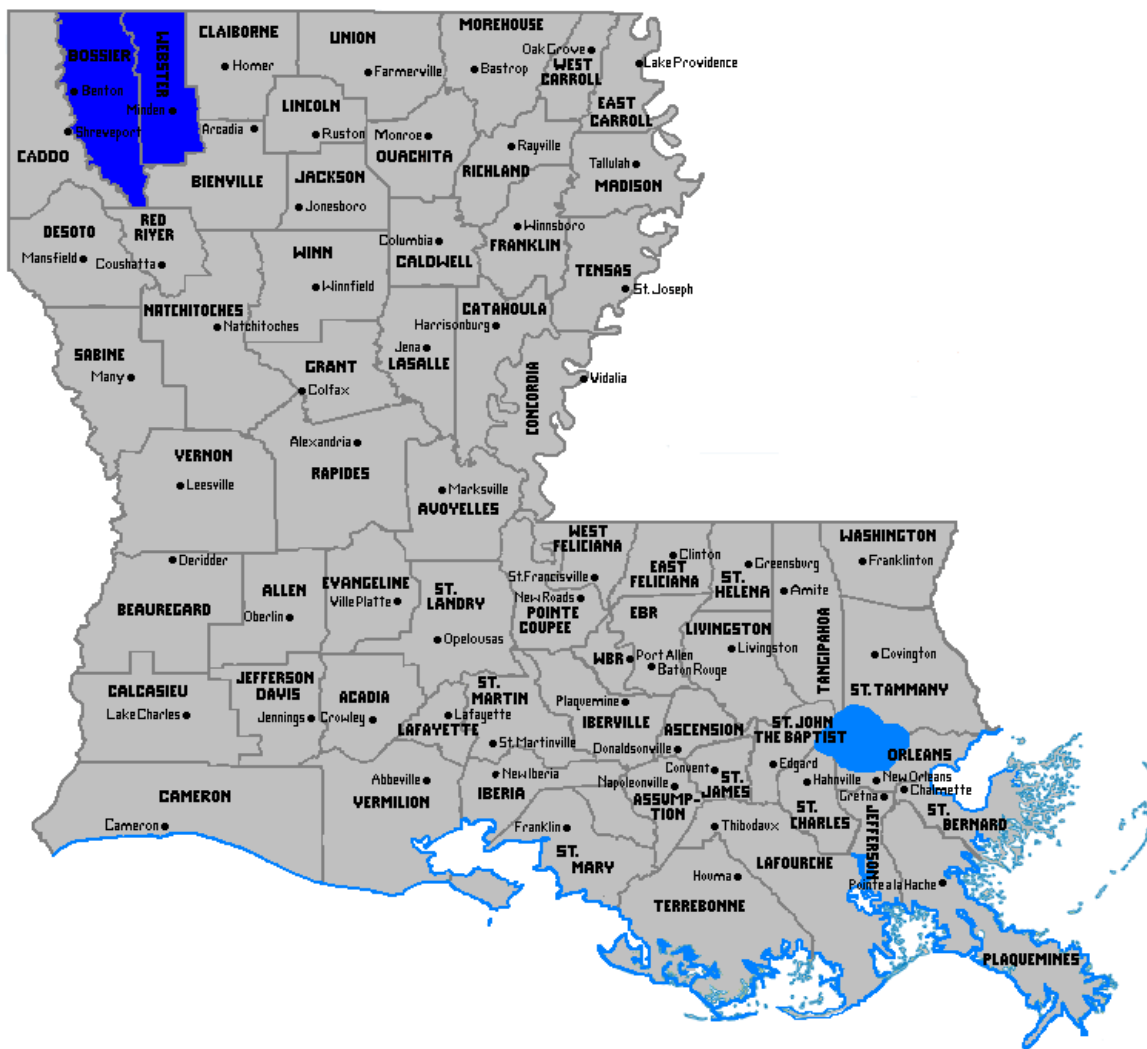 MOREHOUSE
CLAIBORNE
UNION
BOSSIER
WEBSTER
Oak Grove
WEST
CARROLL
Lake Providence
Homer
Farmerville
Bastrop
Benton
LINCOLN
EAST
CARROLL
Minden
Shreveport
Arcadia
Ruston
Monroe
OUACHITA
Rayville
RICHLAND
Tallulah
MADISON
CADDO
BIENVILLE
JACKSON
Jonesboro
RED
RIVER
DESOTO
Mansfield
Coushatta
WINN
Winnfield
Columbia
CALDWELL
Winnsboro
FRANKLIN
TENSAS
St. Joseph
NATCHITOCHES
Natchitoches
CATAHOULA
Harrisonburg
SABINE
Many
GRANT
Colfax
Jena
LASALLE
CONCORDIA
Vidalia
VERNON
Leesville
Alexandria
RAPIDES
Marksville
AVOYELLES
WEST
FELICIANA
St. Francisville
Clinton
EAST
FELICIANA
Greensburg
ST.
HELENA
WASHINGTON
Franklinton
Amite
TANGIPAHOA
Deridder
BEAUREGARD
ALLEN
Oberlin
EVANGELINE
Ville Platte
ST.
LANDRY
Opelousas
New Roads
POINTE
COUPEE
EBR
LIVINGSTON
Livingston
WBR
Port Allen
Baton Rouge
Covington
ST. TAMMANY
CALCASIEU
Lake Charles
JEFFERSON
DAVIS
Jennings
ACADIA
Crowley
LAFAYETTE
Lafayette
ST.
MARTIN
St. Martinville
Plaquemine
IBERVILLE
ASCENSION
Donaldsonville
ST. JOHN
THE BAPTIST
Edgard
ORLEANS
New Orleans
Chalmette
Hahnville
Gretna
Convent
ST.
JAMES
Napoleonville
ASSUMP-
TION
CAMERON
Cameron
Abbeville
VERMILION
New Iberia
IBERIA
Franklin
ST.
MARY
Thibodaux
ST.
CHARLES
JEFFERSON
ST.
BERNARD
LAFOURCHE
Houma
TERREBONNE
Pointe a la Hache
PLAQUEMINES